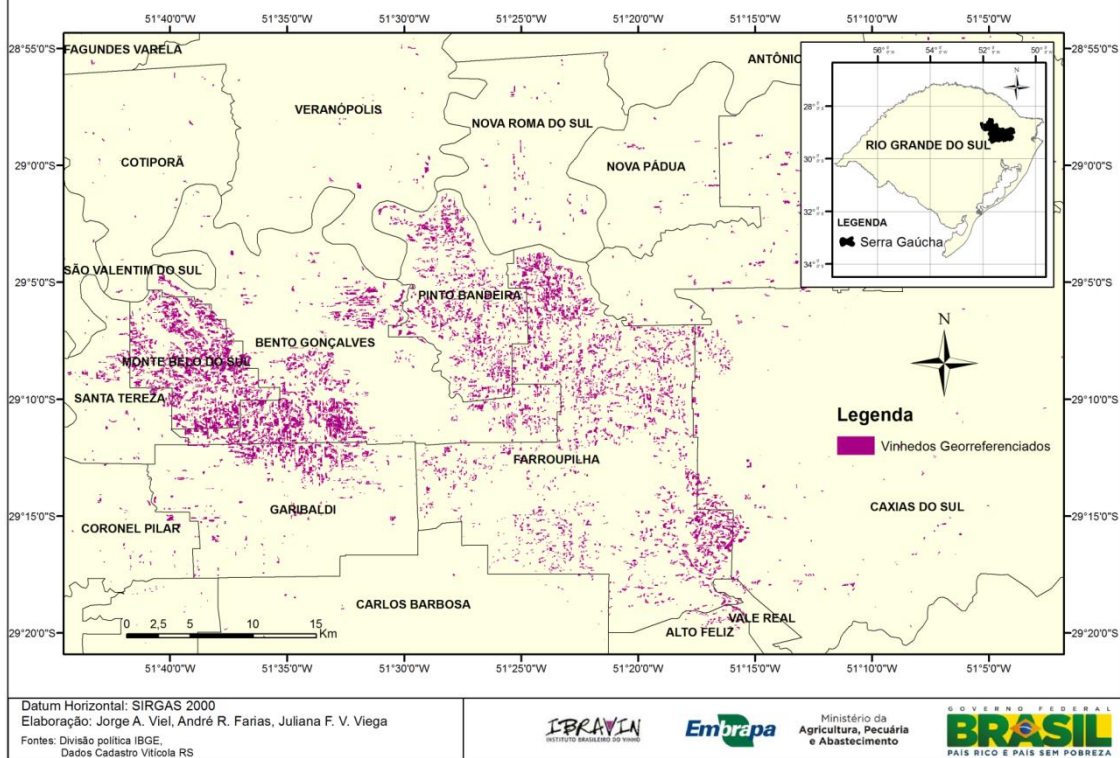 51°40'0"W 51°35'0"W 51°30'0"W 51°25'0"W 51°20'0"W 51°15'0"W 51°10'0"W 51°5'0"W
28°55'0"S
29°0'0"S
29°5'0"S
29°10'0"S
29°15'0"S
29°20'0"S
FAGUNDES VARELA
VERANÓPOLIS
COTIPORÃ
NOVA ROMA DO SUL
NOVA PÁDUA
ANTÔNIO
SÃO VALENTIM DO SUL
PINTO BANDEIRA
BENTO GONÇALVES
MONTE BELO DO SUL
SANTA TEREZA
FARROUPILHA
GARIBALDI
CORONEL PILAR
CAXIAS DO SUL
CARLOS BARBOSA
VALE REAL
ALTO FELIZ
N
RIO GRANDE DO SUL
LEGENDA
Serra Gaúcha
N
Legenda
Vinhedos Georreferenciados
0 2,5 5 10 15
Km
28°55'0"S
29°0'0"S
29°5'0"S
29°10'0"S
29°15'0"S
29°20'0"S
51°40'0"W 51°35'0"W 51°30'0"W 51°25'0"W 51°20'0"W 51°15'0"W 51°10'0"W 51°5'0"W
Datum Horizontal: SIRGAS 2000
Elaboração: Jorge A. Viel, André R. Farias, Juliana F. V. Viega
Fontes: Divisão política IBGE,
Dados Cadastro Vitícola RS
IBRAVIN
INSTITUTO BRASILEIRO DO VINHO
Embrapa
Ministério da
Agricultura, Pecuária
e Abastecimento
GOVERNO FEDERAL
BRASIL
PAÍS RICO É PAÍS SEM POBREZA